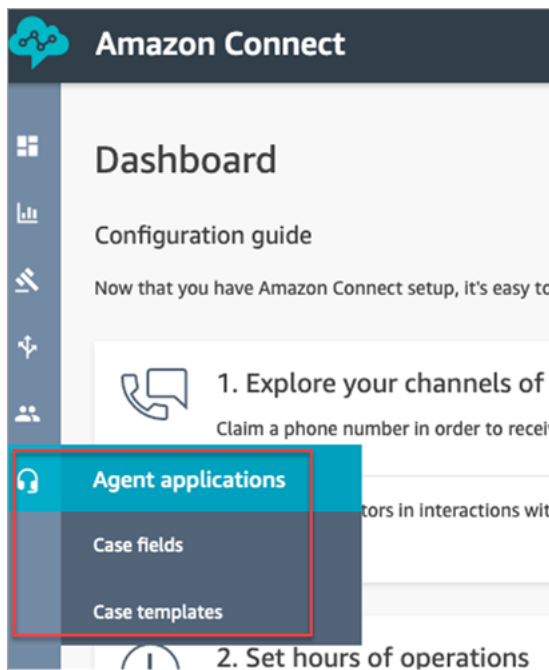 Amazon Connect
Dashboard
Configuration guide
Now that you have Amazon Connect setup, it's easy to
1. Explore your channels of
Claim a phone number in order to recei
Agent applications
tors in interactions wit
Case fields
Case templates
2. Set hours of operations